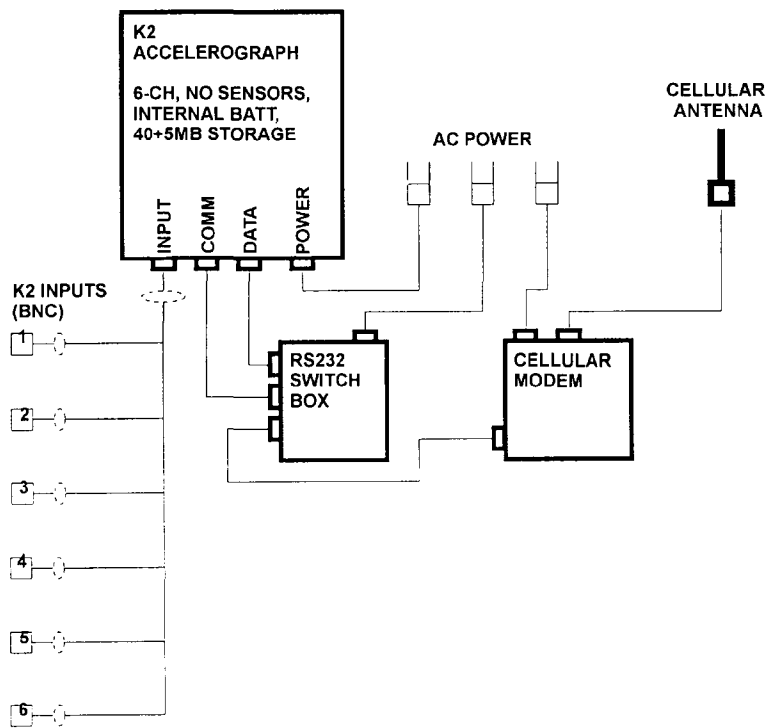 K2
ACCELEROGRAPH
6-CH, NO SENSORS,
INTERNAL BATT,
40+5MB STORAGE
INPUT
COMM
DATA
POWER
AC POWER
CELLULAR
ANTENNA
K2 INPUTS
(BNC)
1
2
3
4
5
6
RS232
SWITCH
BOX
CELLULAR
MODEM